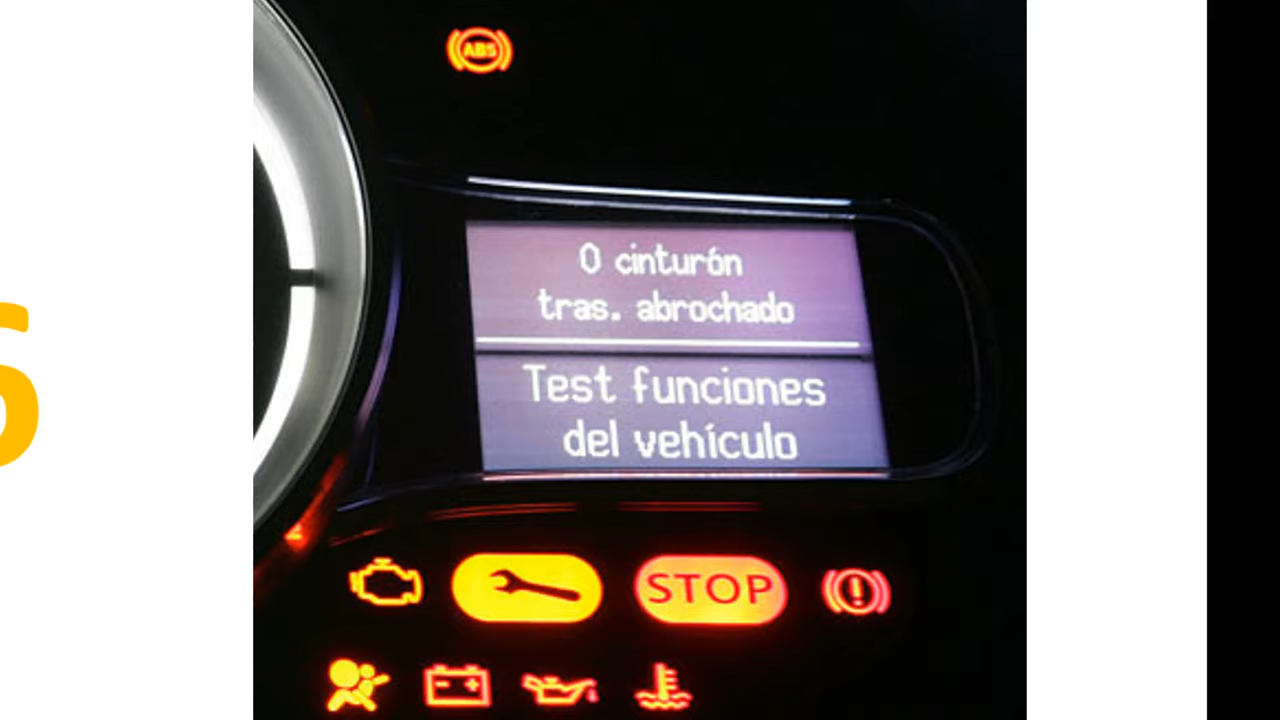 ABS
0 cinturón
tras. abrochado
Test funciones
del vehículo
STOP